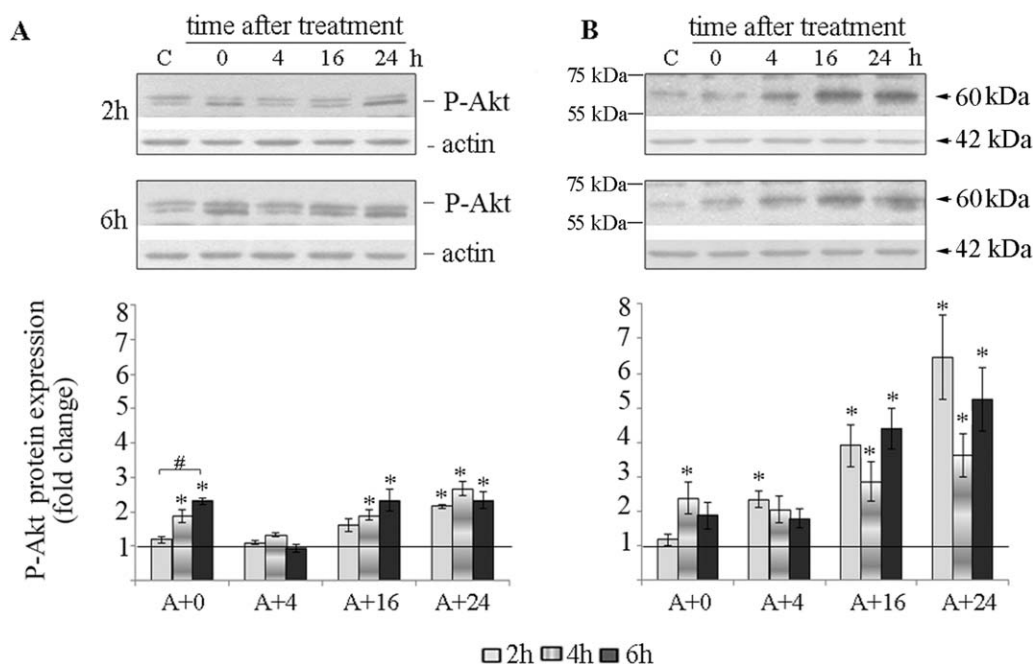 A
time after treatment
C 0 4 16 24 h
2h
P-Akt
actin
6h
P-Akt
actin
B
time after treatment
C 0 4 16 24 h
75 kDa
55 kDa
60 kDa
42 kDa
75 kDa
55 kDa
60 kDa
42 kDa
P-Akt protein expression
(fold change)
8
7
6
5
4
3
2
1
#
* * * * * * *
A+0 A+4 A+16 A+24
8
7
6
5
4
3
2
1
* * * * * * * *
A+0 A+4 A+16 A+24
2h 4h 6h